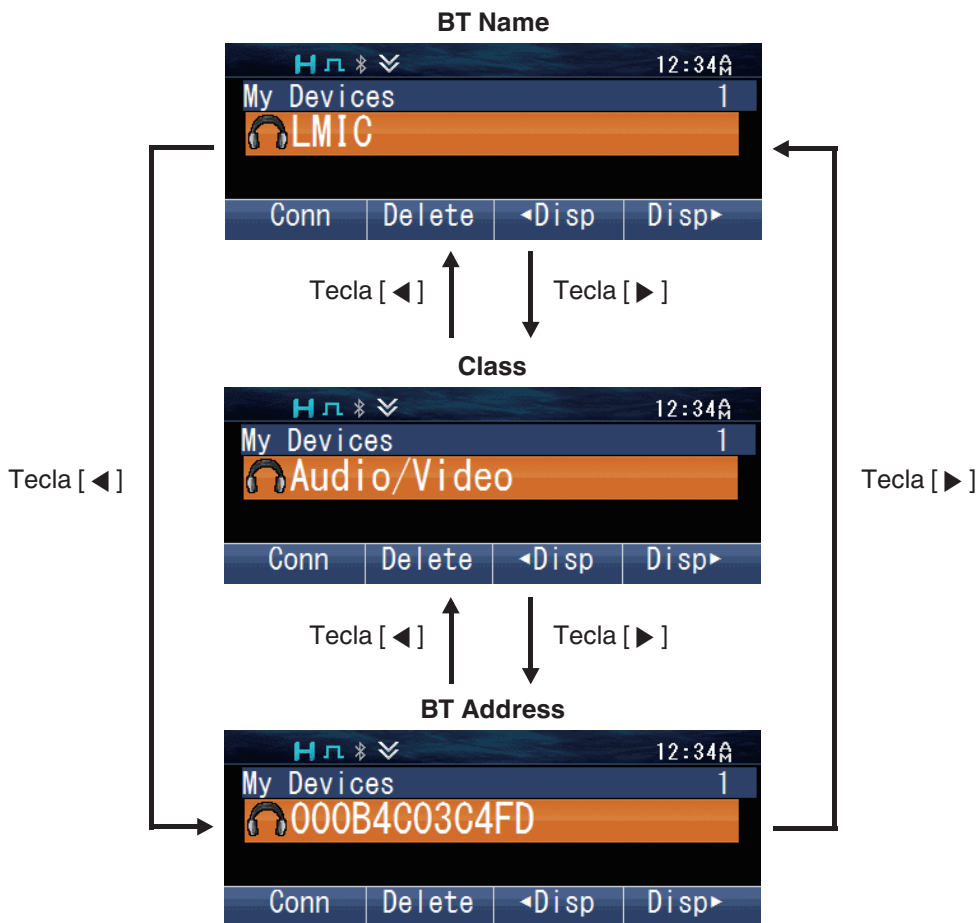 BT Name
12:34AM
My Devices 1
LMIC
Conn Delete ◂Disp Disp▸
Tecla [ ◀ ] Tecla [ ▶ ]
Class
12:34AM
My Devices 1
Audio/Video
Conn Delete ◂Disp Disp▸
Tecla [ ◀ ] Tecla [ ▶ ]
Tecla [ ◀ ] Tecla [ ▶ ]
BT Address
12:34AM
My Devices 1
000B4C03C4FD
Conn Delete ◂Disp Disp▸